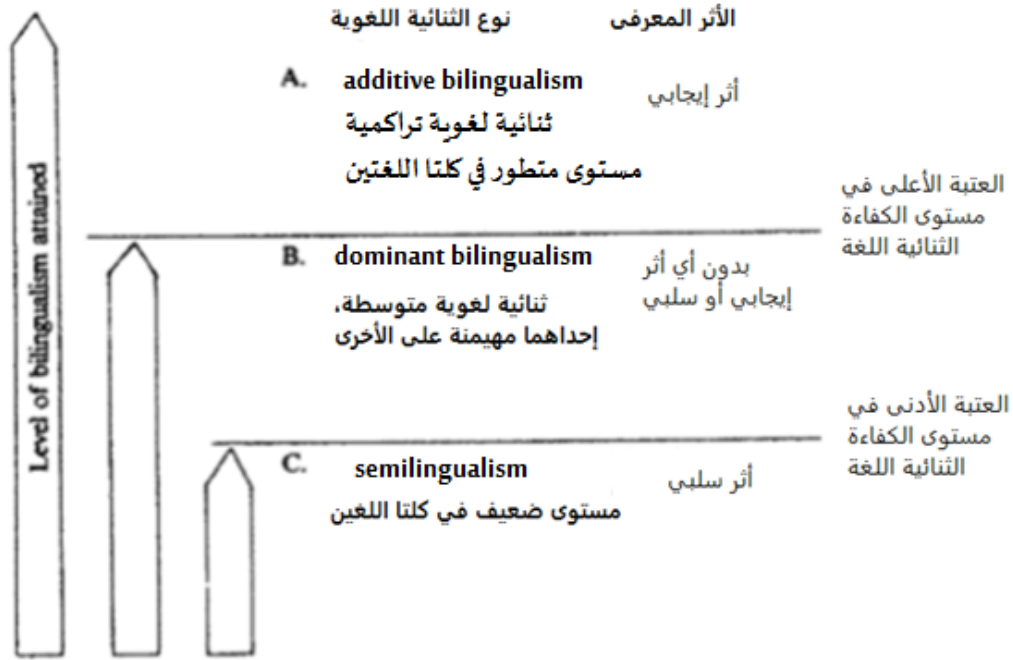 نوع الثنائية اللغوية
الأثر المعرفى
Level of bilingualism attained
A. additive bilingualism
أثر إيجابي
ثنائية لغوية تراكمية
مستوى متطور في كلتا اللغتين
العتبة الأعلى في
مستوى الكفاءة
الثنائية اللغة
B. dominant bilingualism
بدون أي أثر
إيجابي أو سلبي
ثنائية لغوية متوسطة،
إحداهما مهيمنة على الأخرى
العتبة الأدنى في
مستوى الكفاءة
الثنائية اللغة
C. semilingualism
أثر سلبي
مستوى ضعيف في كلتا اللغين